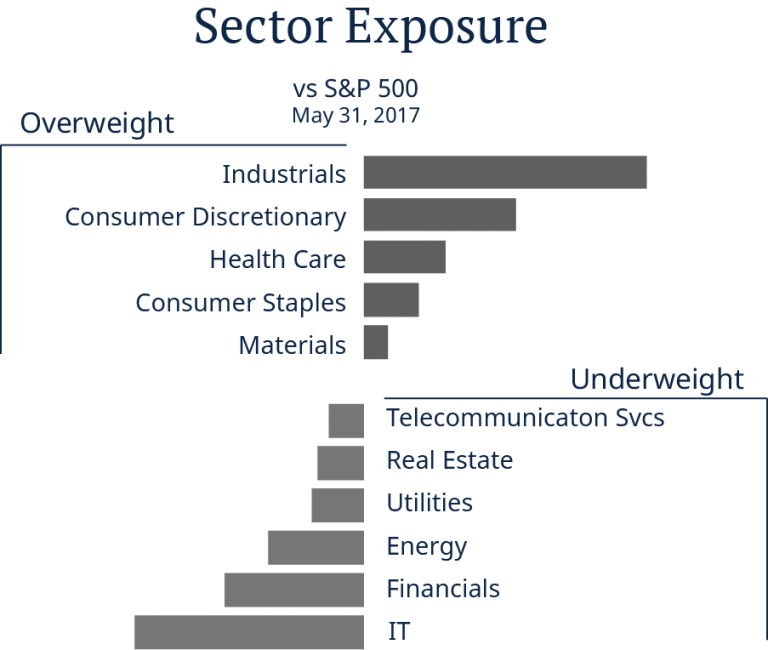 Sector Exposure
vs S&P 500
May 31, 2017
Overweight
Industrials
Consumer Discretionary
Health Care
Consumer Staples
Materials
Underweight
Telecommunicaton Svcs
Real Estate
Utilities
Energy
Financials
IT